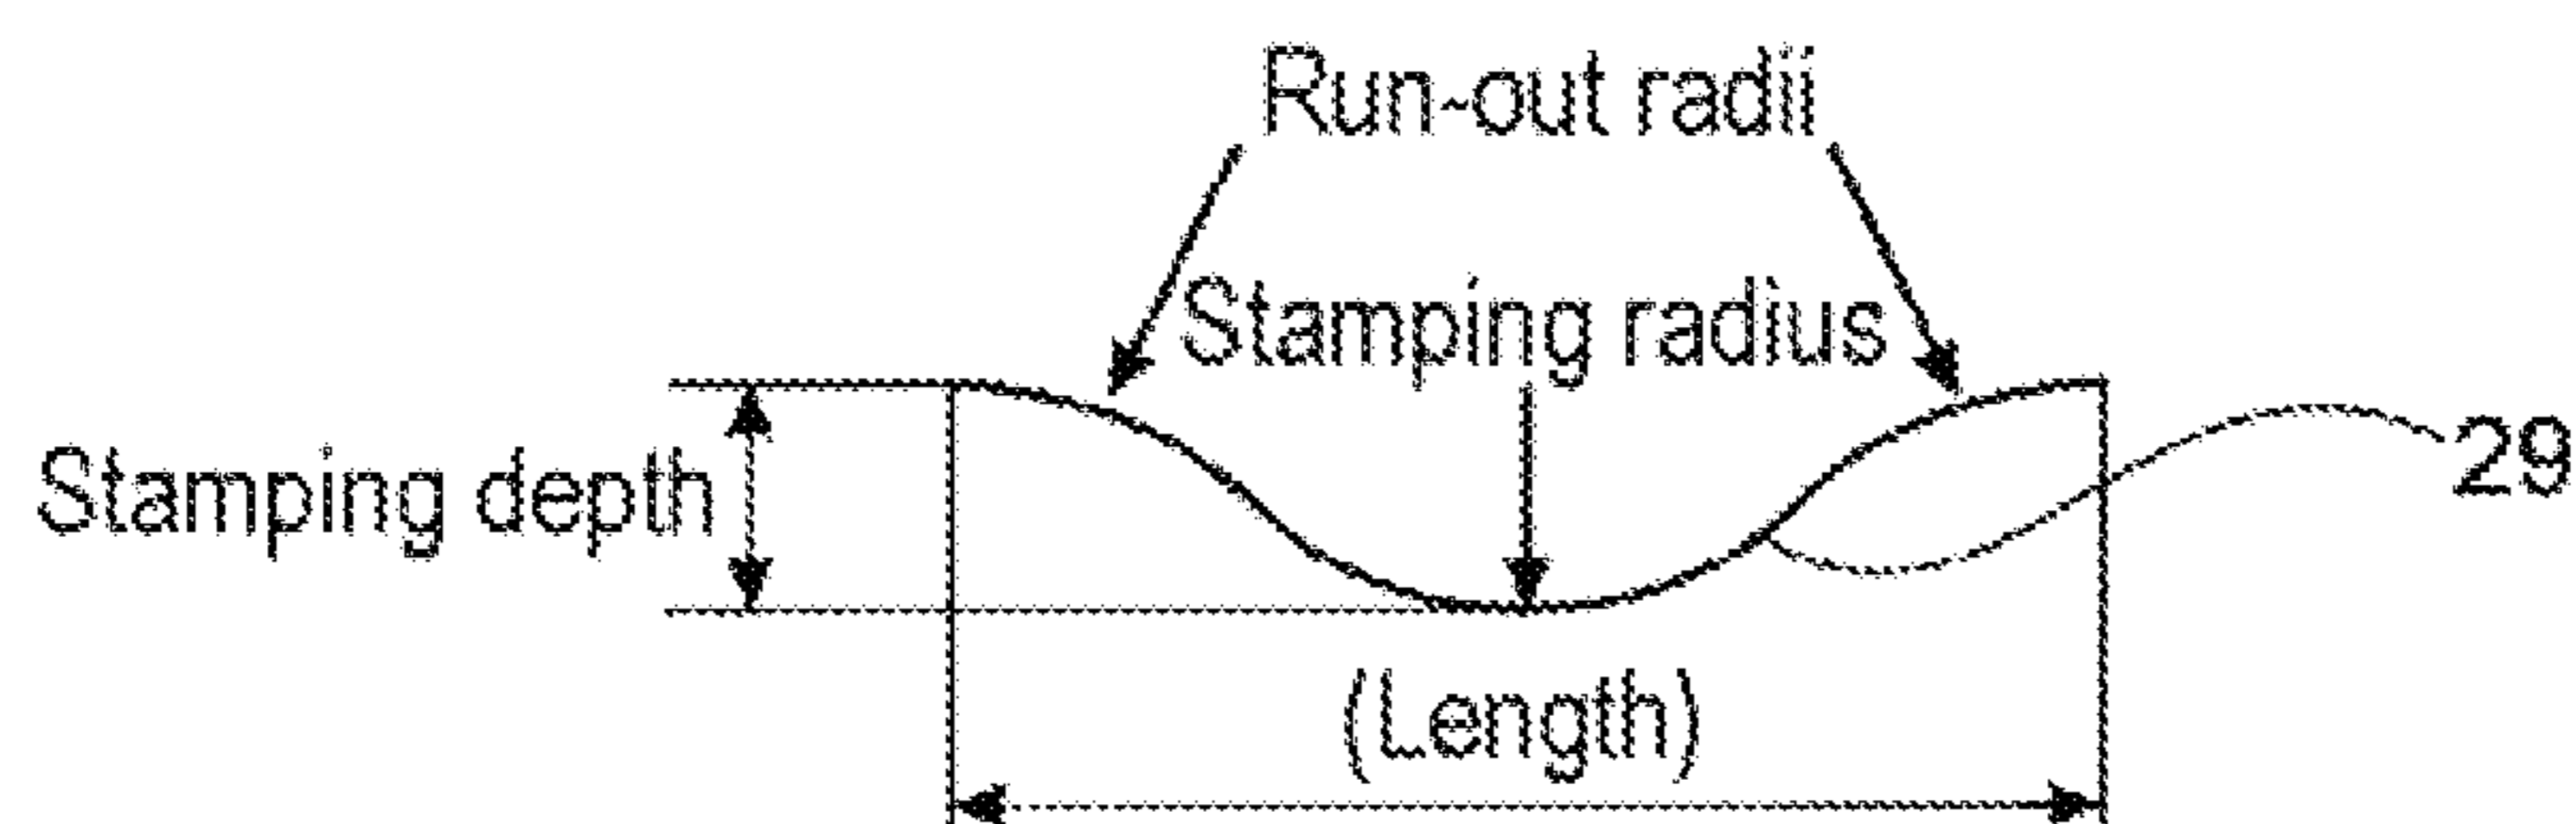 Run-out radii
Stamping radius
Stamping depth
29
(Length)